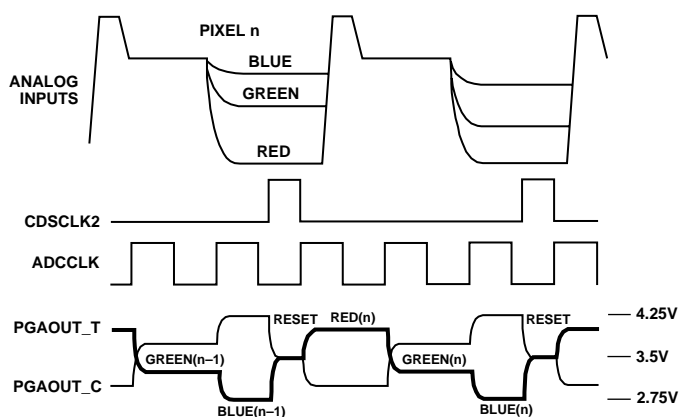 PIXEL n
ANALOG
INPUTS
BLUE
GREEN
RED
CDSCLK2
ADCCLK
PGAOUT_T
PGAOUT_C
GREEN(n–1)
BLUE(n–1)
RESET
RED(n)
GREEN(n)
BLUE(n)
RESET
4.25V
3.5V
2.75V